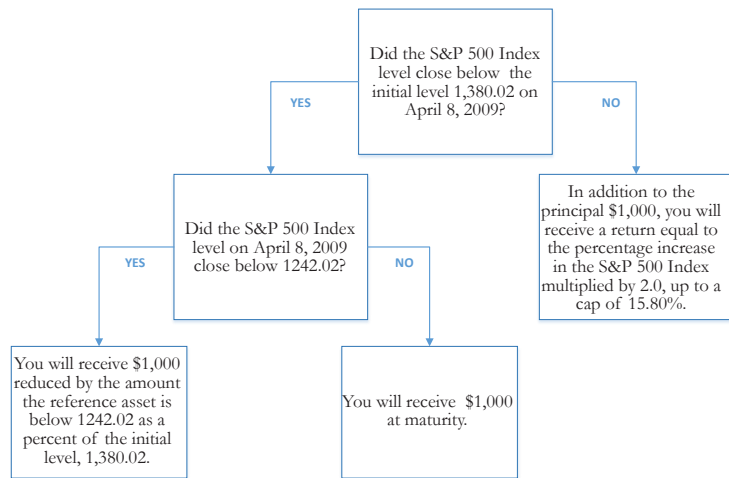 Did the S&P 500 Index
level close below the
initial level 1,380.02 on
April 8, 2009?
YES
NO
Did the S&P 500 Index
level on April 8, 2009
close below 1242.02?
In addition to the
principal $1,000, you will
receive a return equal to
the percentage increase
in the S&P 500 Index
multiplied by 2.0, up to a
cap of 15.80%.
YES
NO
You will receive $1,000
reduced by the amount
the reference asset is
below 1242.02 as a
percent of the initial
level, 1,380.02.
You will receive $1,000
at maturity.